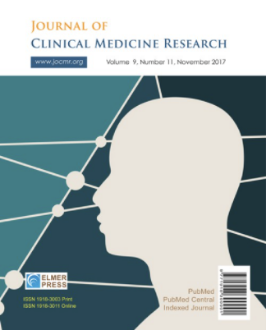 JOURNAL OF
CLINICAL MEDICINE RESEARCH
www.jocmr.org
Volume 9, Number 11, November 2017
ELMER
PRESS
ISSN 1918-3003 Print
ISSN 1918-3011 Online
PubMed
PubMed Central
Indexed Journal